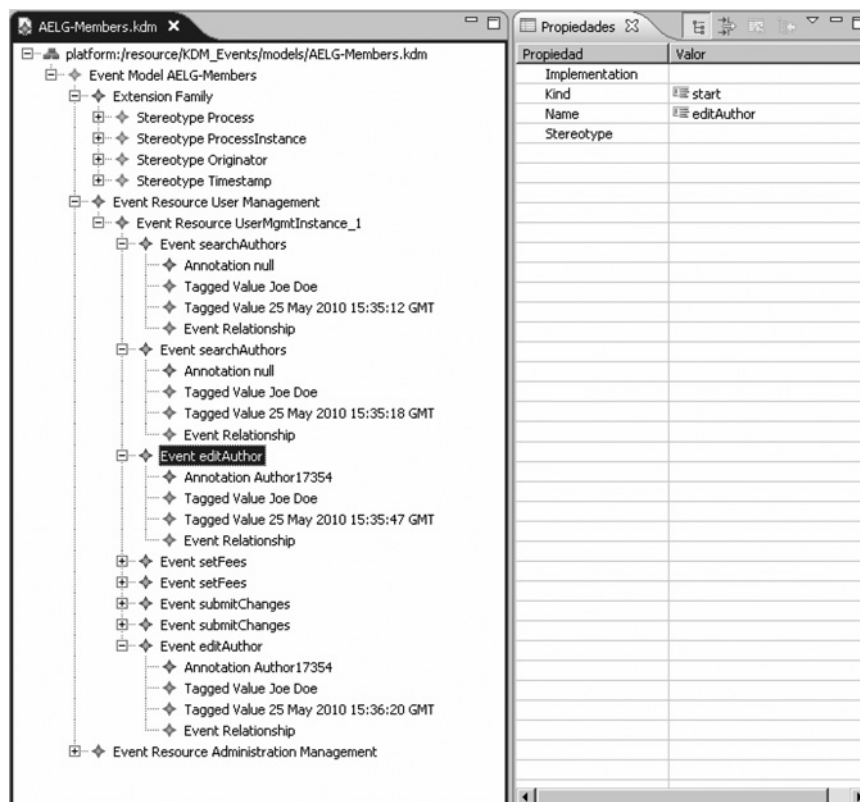 AELG-Members.kdm
platform:/resource/KDM_Events/models/AELG-Members.kdm
Event Model AELG-Members
Extension Family
Stereotype Process
Stereotype ProcessInstance
Stereotype Originator
Stereotype Timestamp
Event Resource User Management
Event Resource UserMgmtInstance_1
Event searchAuthors
Annotation null
Tagged Value Joe Doe
Tagged Value 25 May 2010 15:35:12 GMT
Event Relationship
Event searchAuthors
Annotation null
Tagged Value Joe Doe
Tagged Value 25 May 2010 15:35:18 GMT
Event Relationship
Event editAuthor
Annotation Author17354
Tagged Value Joe Doe
Tagged Value 25 May 2010 15:35:47 GMT
Event Relationship
Event setFees
Event setFees
Event submitChanges
Event submitChanges
Event editAuthor
Annotation Author17354
Tagged Value Joe Doe
Tagged Value 25 May 2010 15:36:20 GMT
Event Relationship
Event Resource Administration Management
Propiedades
Propiedad Valor
Implementation
Kind start
Name editAuthor
Stereotype